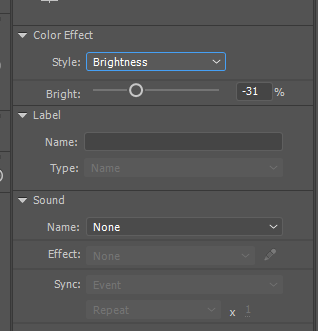 Color Effect
Style: Brightness
Bright: -31 %
Label
Name:
Type: Name
Sound
Name: None
Effect: None
Sync: Event
Repeat x 1